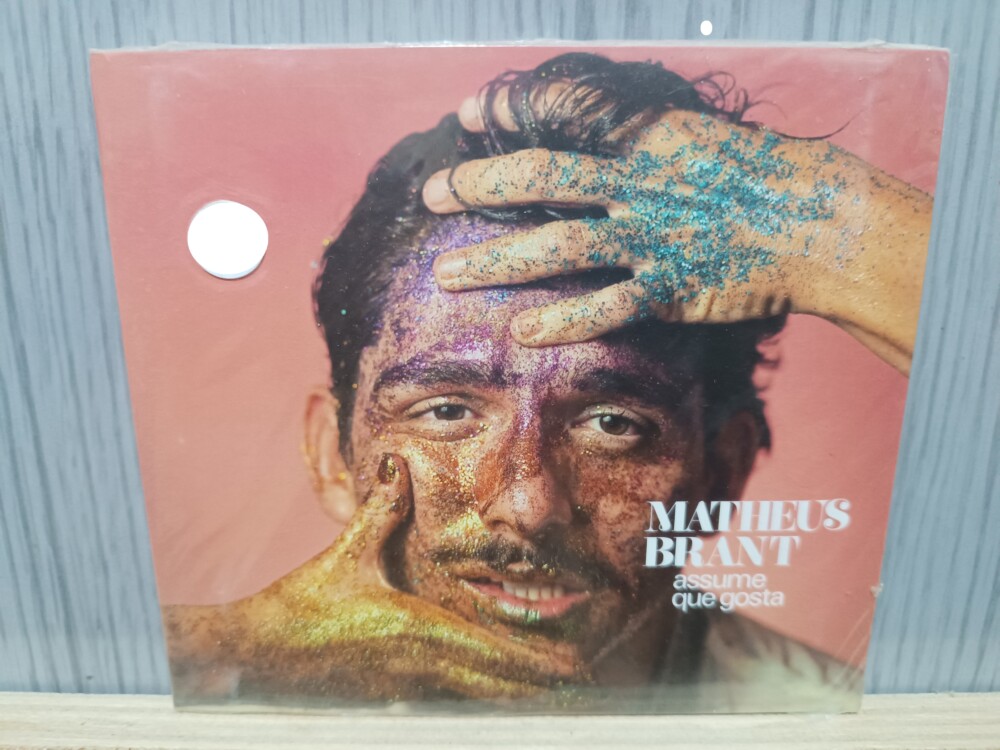 MATHEUS
BRANT
assume
que gosta